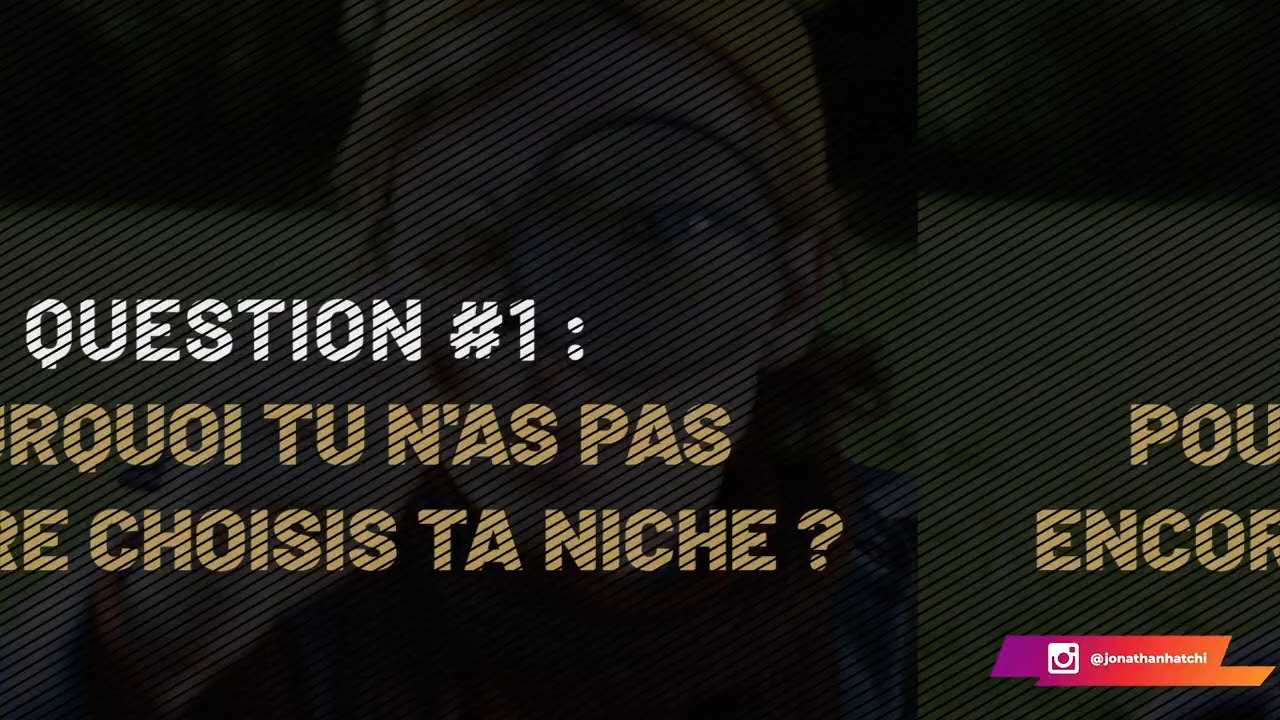 QUESTION #1 :
URQUOI TU N'AS PAS
POU
RE CHOISIS TA NICHE ?
ENCOR
@jonathanhatchi